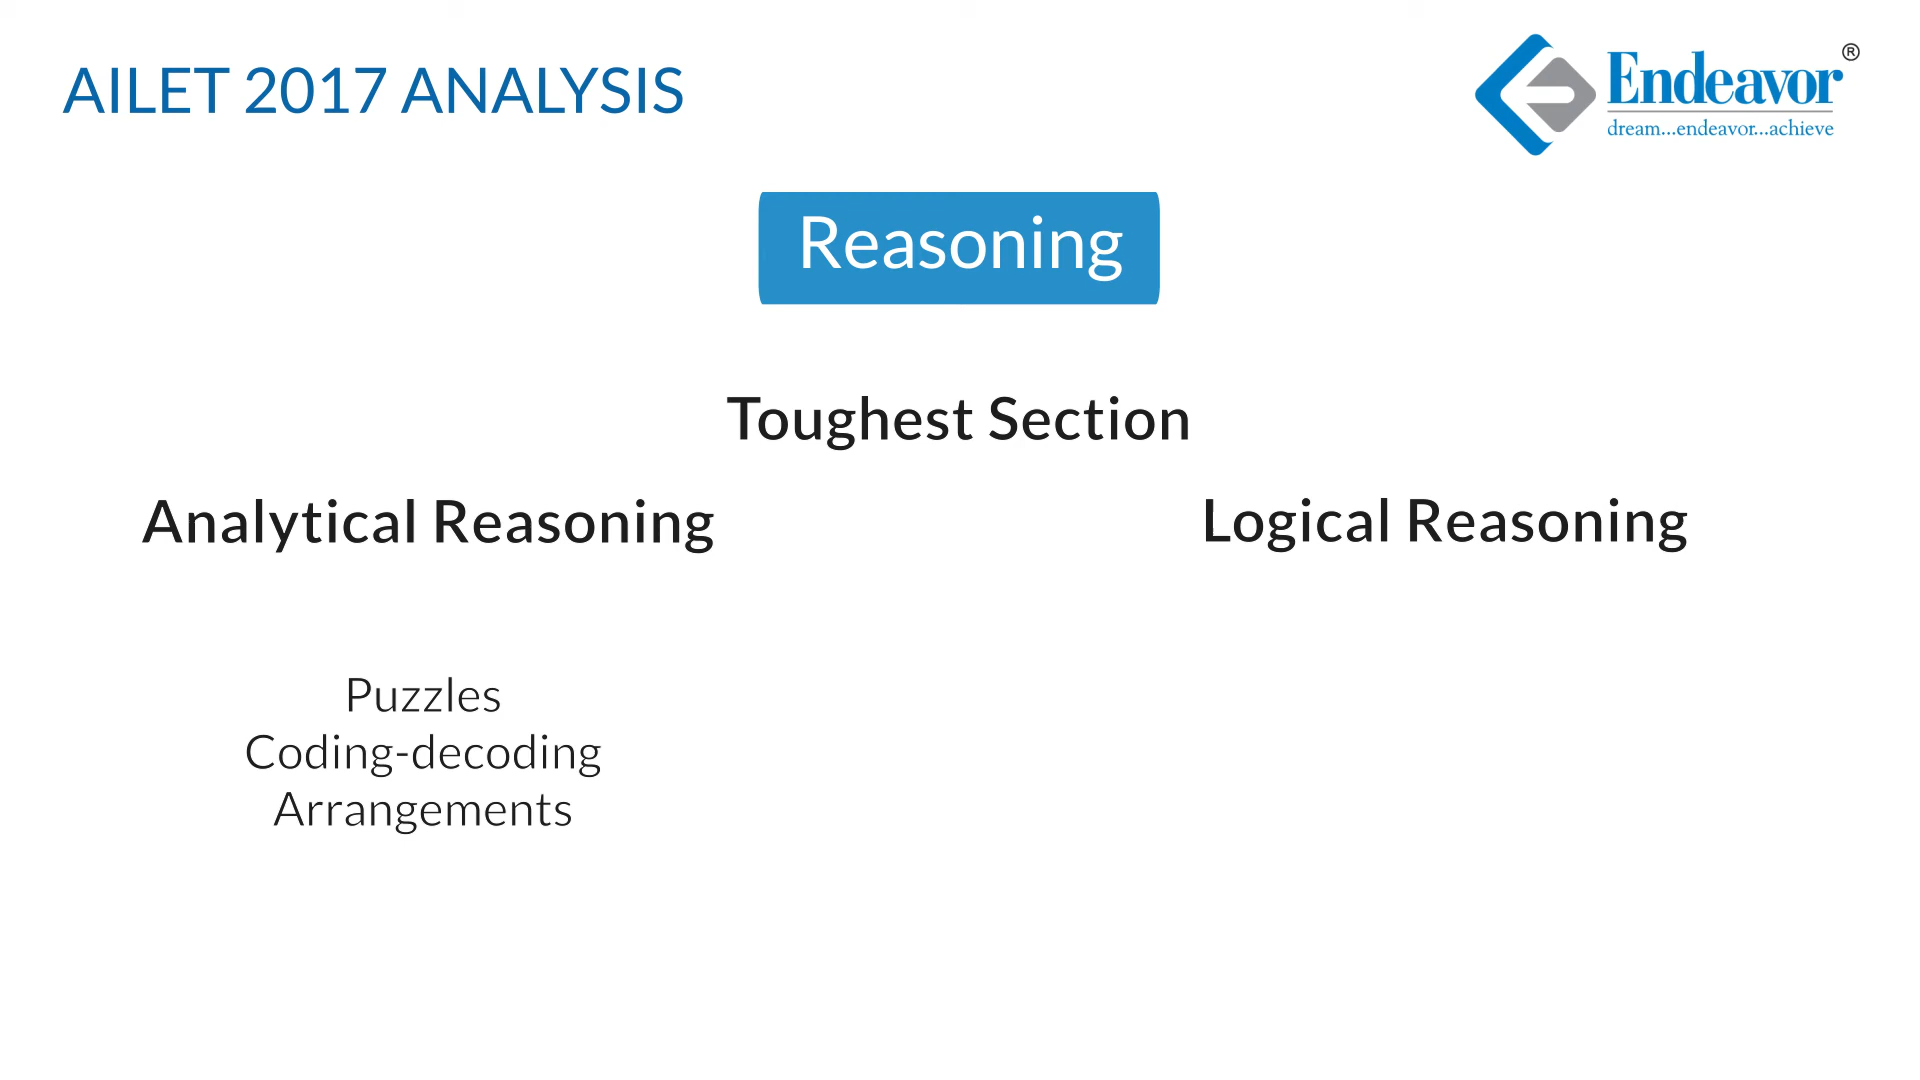 AILET 2017 ANALYSIS
Endeavor®
dream...endeavor...achieve
Reasoning
Toughest Section
Analytical Reasoning
Logical Reasoning
Puzzles
Coding-decoding
Arrangements